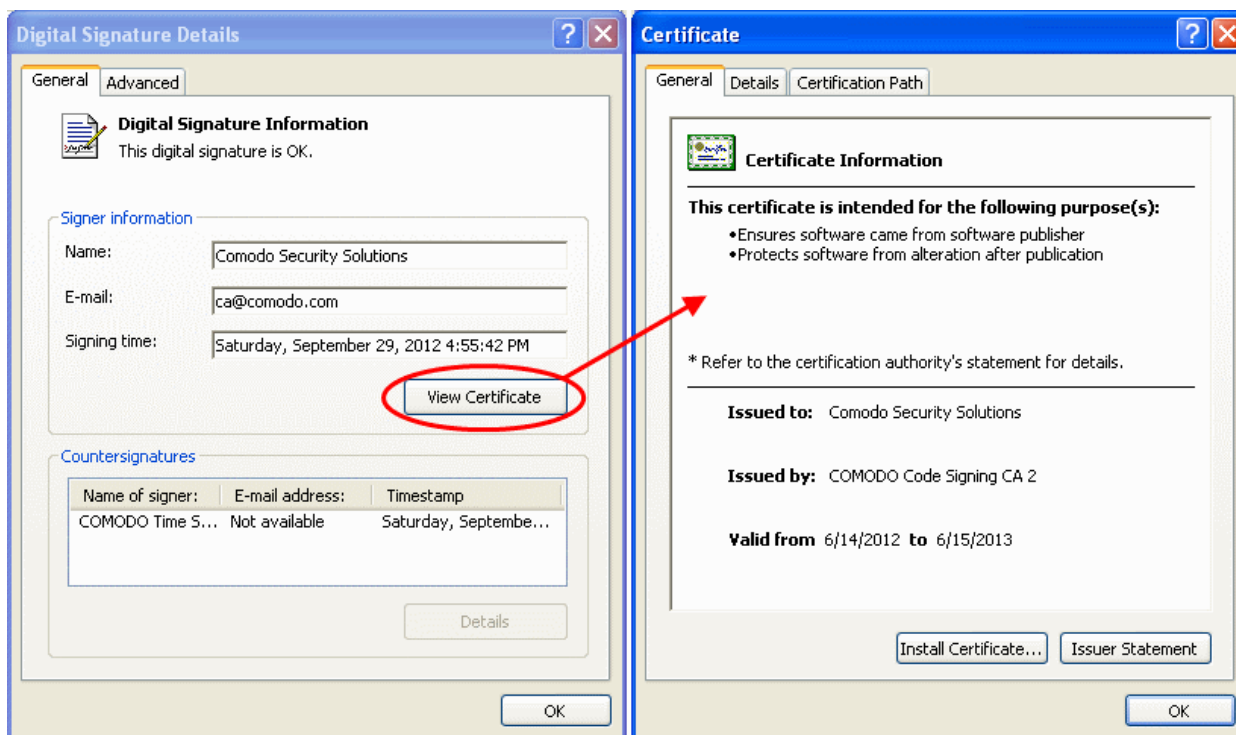 Digital Signature Details
General Advanced
Digital Signature Information
This digital signature is OK.
Signer information
Name: Comodo Security Solutions
E-mail: ca@comodo.com
Signing time: Saturday, September 29, 2012 4:55:42 PM
View Certificate
Countersignatures
Name of signer: E-mail address: Timestamp
COMODO Time S... Not available Saturday, Septembe...
Details
OK
Certificate
General Details Certification Path
Certificate Information
This certificate is intended for the following purpose(s):
•Ensures software came from software publisher
•Protects software from alteration after publication
* Refer to the certification authority's statement for details.
Issued to: Comodo Security Solutions
Issued by: COMODO Code Signing CA 2
Valid from 6/14/2012 to 6/15/2013
Install Certificate... Issuer Statement
OK